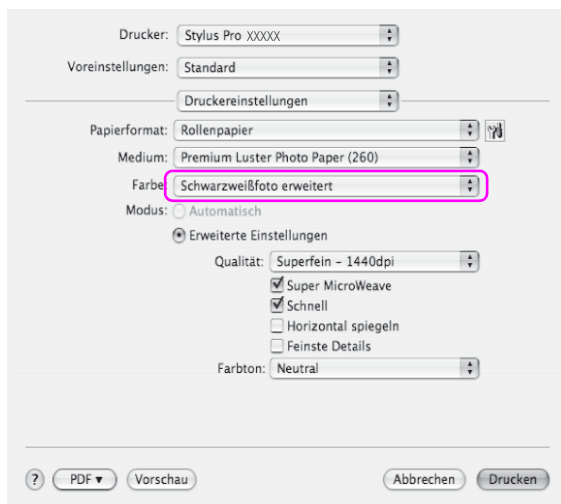 Drucker: Stylus Pro XXXXX
Voreinstellungen: Standard
Druckereinstellungen
Papierformat: Rollenpapier
Medium: Premium Luster Photo Paper (260)
Farbe Schwarzweißfoto erweitert
Modus: Automatisch
Erweiterte Einstellungen
Qualität: Superfein - 1440dpi
Super MicroWeave
Schnell
Horizontal spiegeln
Feinste Details
Farbton: Neutral
? PDF ▼ Vorschau Abbrechen Drucken